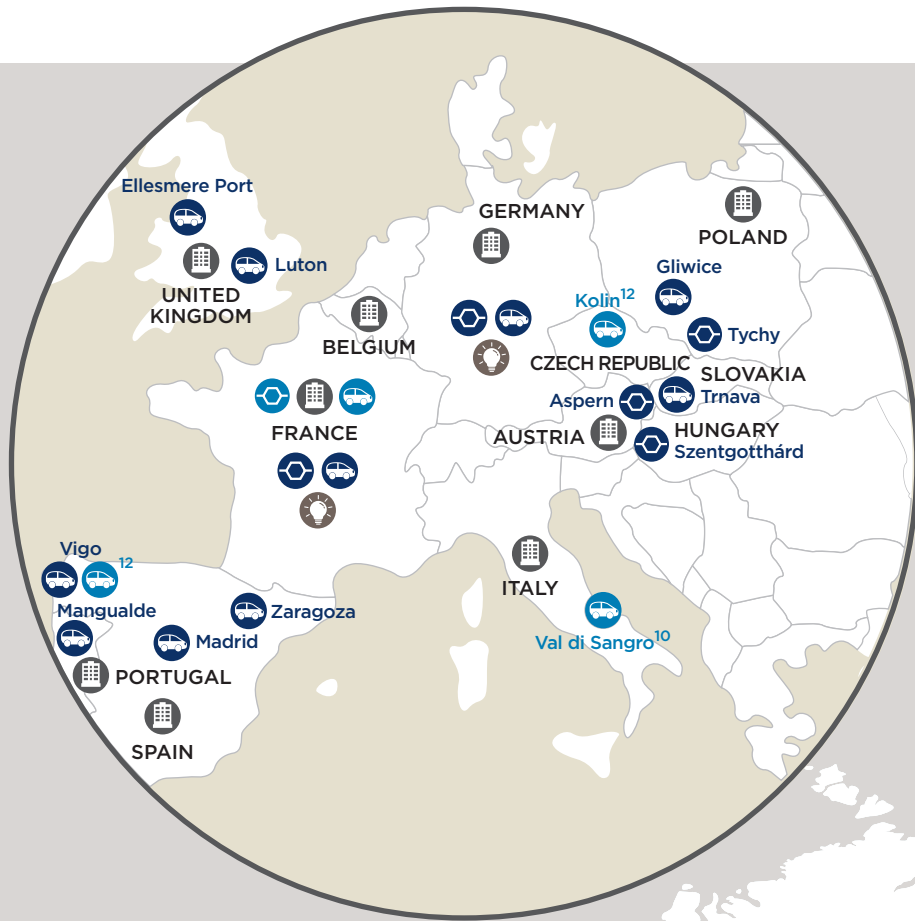 Ellesmere Port
GERMANY
POLAND
Luton
Gliwice
UNITED
KINGDOM
Kolin12
Tychy
BELGIUM
CZECH REPUBLIC
SLOVAKIA
Aspern
Trnava
FRANCE
AUSTRIA
HUNGARY
Szentgotthárd
Vigo
12
ITALY
Mangualde
Zaragoza
Madrid
Val di Sangro10
PORTUGAL
SPAIN